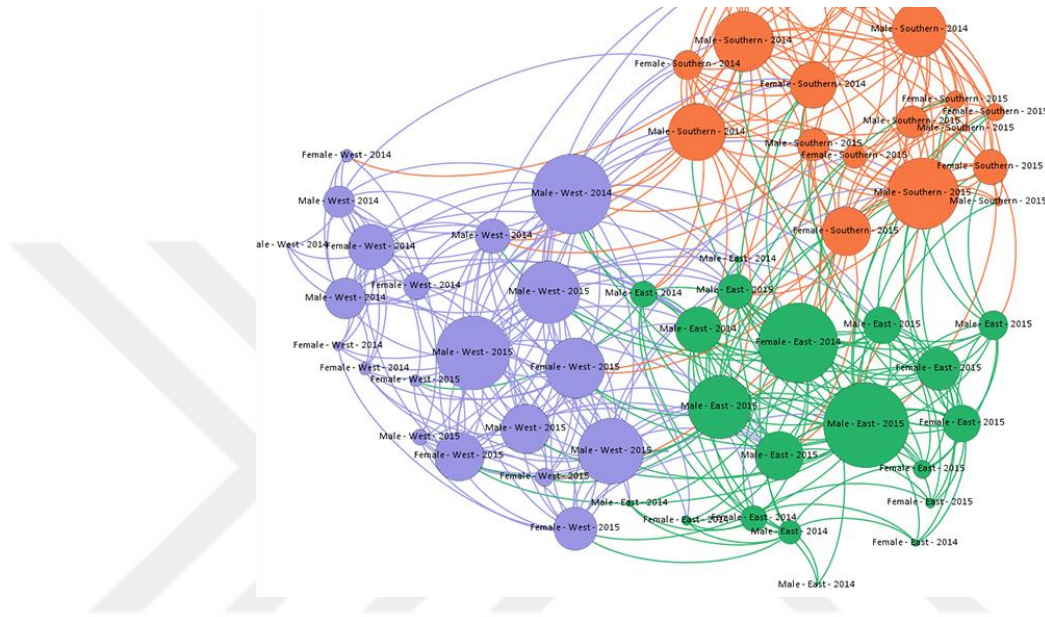 Male - Southern - 2014
Male - Southern - 2014
Female - Southern - 2014
Female - Southern - 2014
Female - Southern - 2015
Female - Southern - 2015
Male - Southern - 2015
Male - Southern - 2015
Male - Southern - 2014
Male - Southern - 2015
Female - Southern - 2015
Female - Southern - 2015
Female - West - 2014
Male - West - 2014
Male - Southern - 2015
Male - West - 2014
Male - Southern - 2015
Female - Southern - 2015
Male - West - 2014
ale - West - 2014
Female - West - 2014
Male - East - 2014
Female - West - 2014
Male - West - 2015
Male - East - 2014
Male - East - 2015
Male - West - 2014
Male - East - 2014
Male - East - 2015
Male - East - 2015
Female - East - 2014
Female - West - 2014
Male - West - 2015
Female - West - 2014
Female - West - 2015
Female - East - 2015
Female - West - 2015
Male - East - 2015
Female - East - 2015
Male - East - 2015
Male - West - 2015
Male - West - 2015
Male - West - 2015
Female - West - 2015
Male - East - 2015
Female - East - 2015
Female - West - 2015
Male - East - 2014
Female - East - 2015
Female - East - 2014
Female - East - 2014
Female - West - 2015
Male - East - 2014
Female - East - 2014
Male - East - 2014